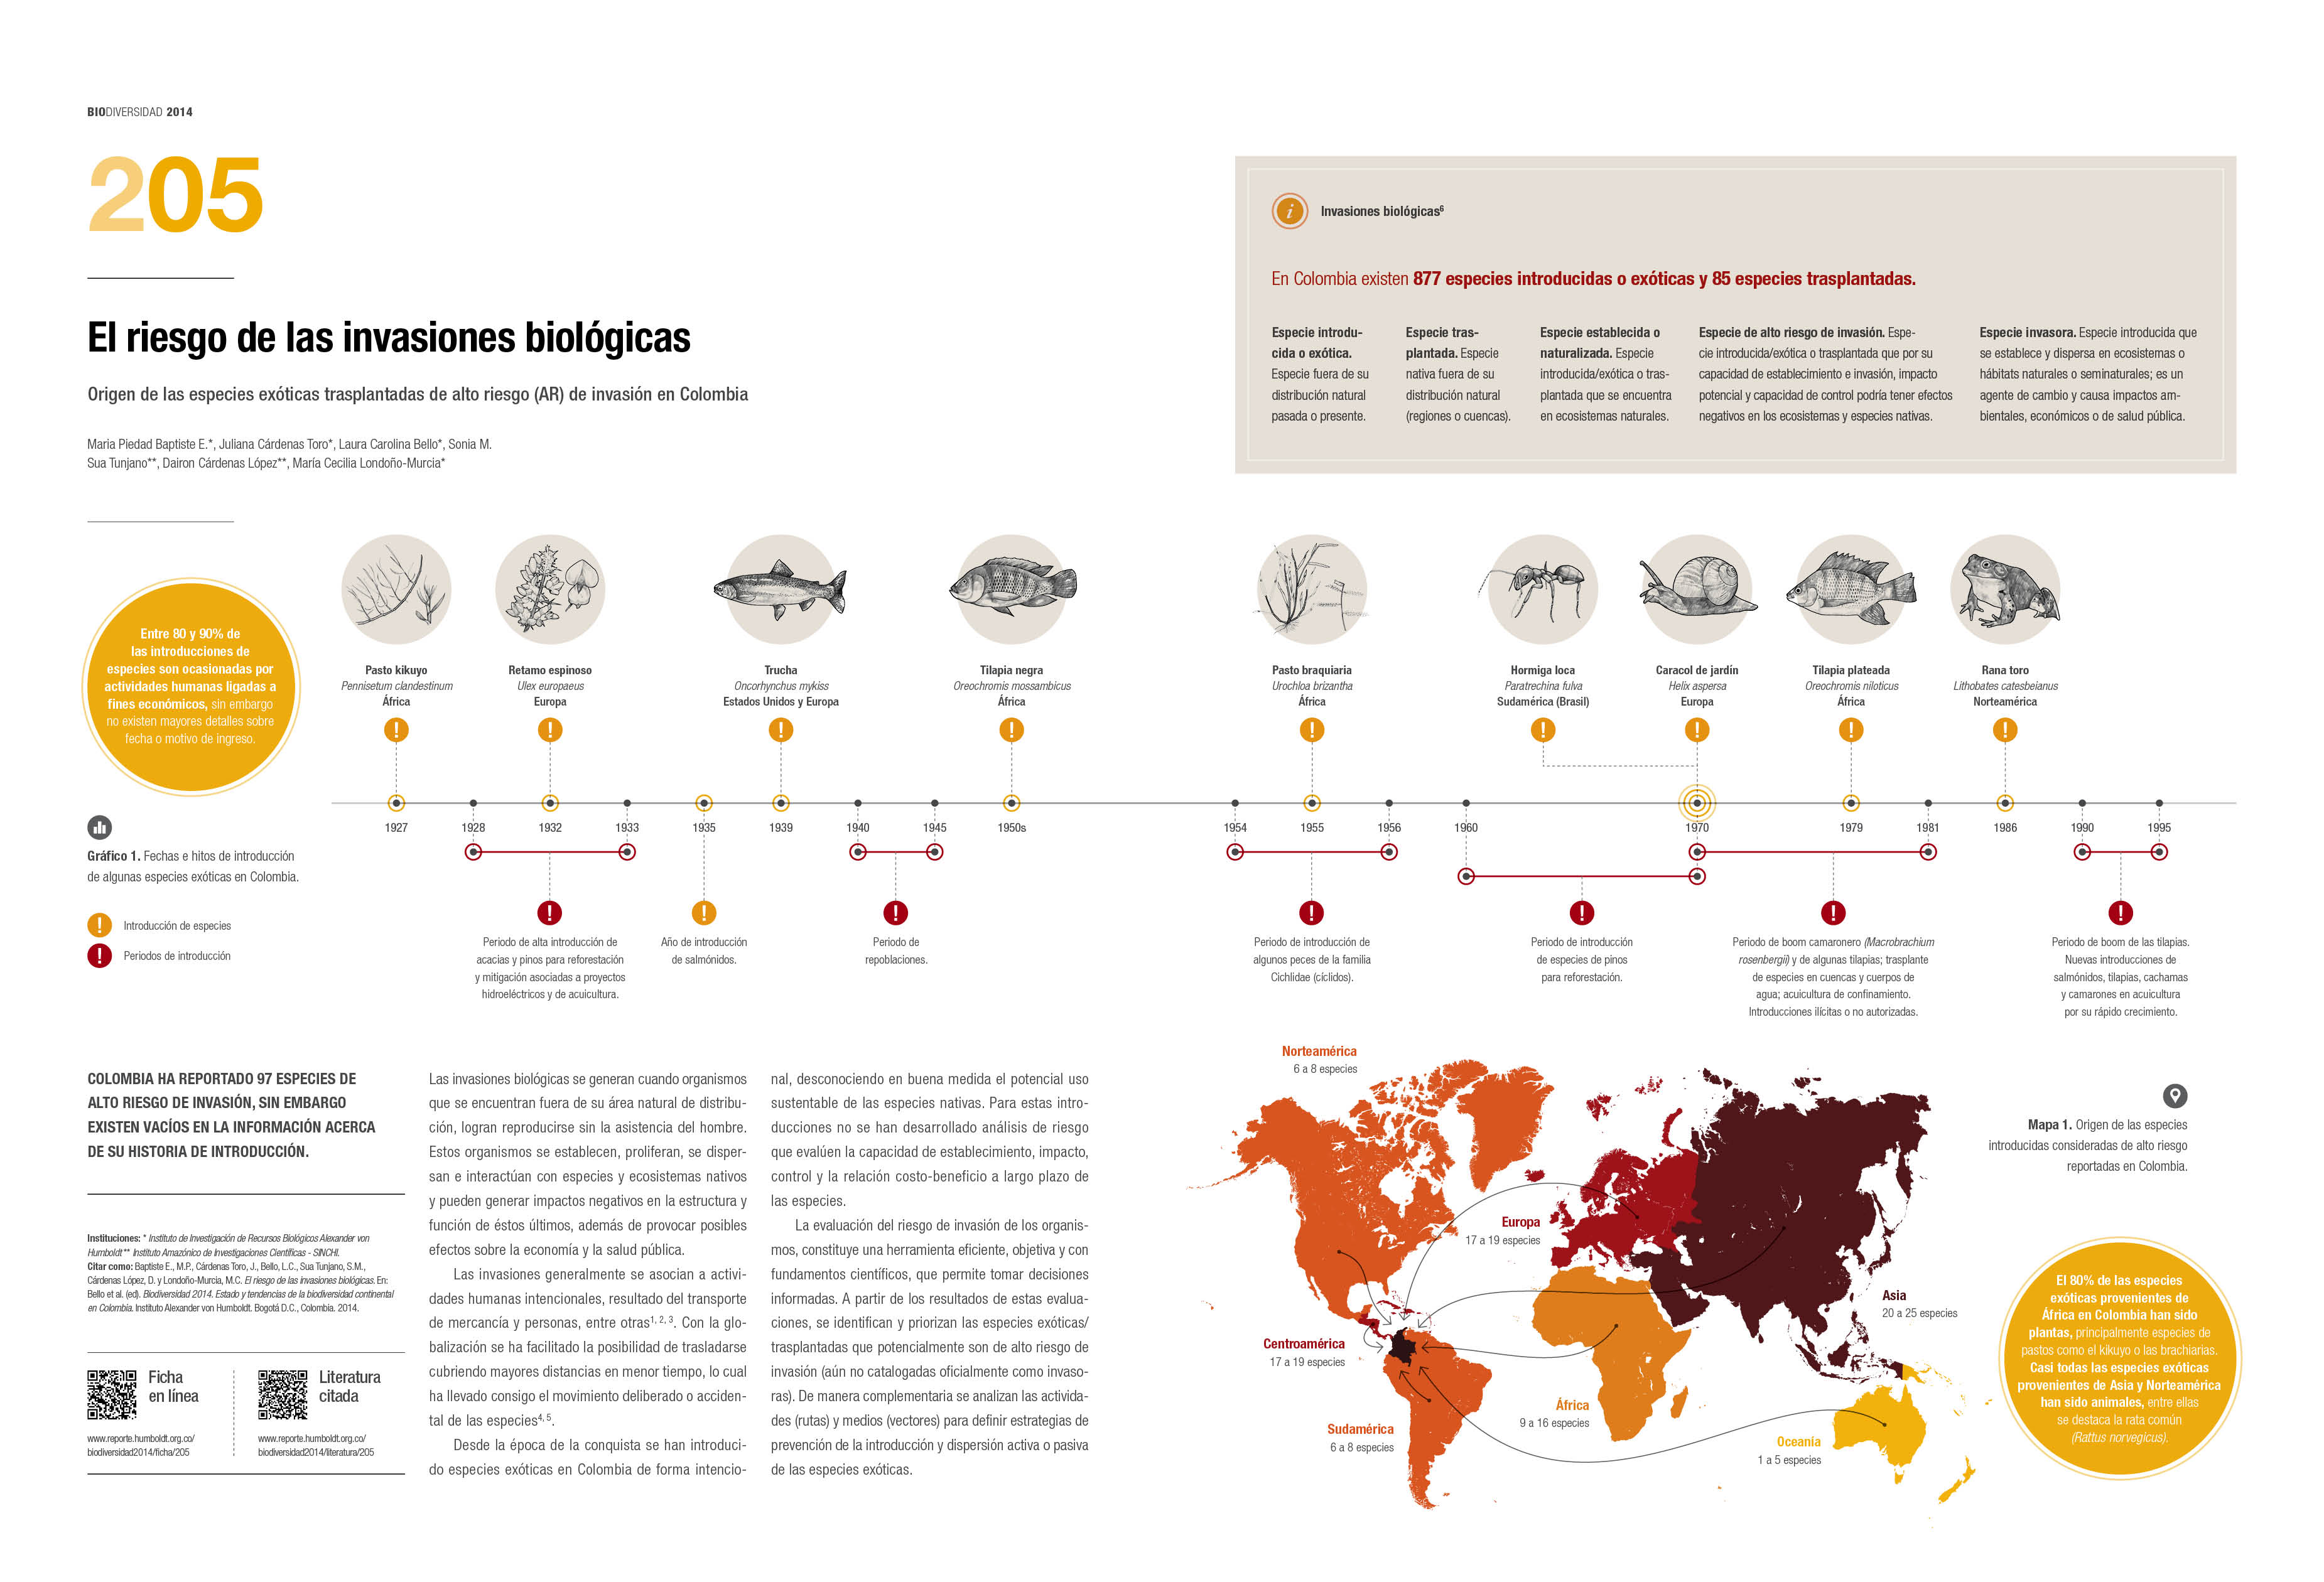 BIODIVERSIDAD 2014
205
El riesgo de las invasiones biológicas
Origen de las especies exóticas trasplantadas de alto riesgo (AR) de invasión en Colombia
Maria Piedad Baptiste E.*, Juliana Cárdenas Toro*, Laura Carolina Bello*, Sonia M.
Sua Tunjano**, Dairon Cárdenas López**, María Cecilia Londoño-Murcia*
i
Invasiones biológicas6
En Colombia existen 877 especies introducidas o exóticas y 85 especies trasplantadas.
Especie introdu-
cida o exótica.
Especie fuera de su
distribución natural
pasada o presente.
Especie tras-
plantada. Especie
nativa fuera de su
distribución natural
(regiones o cuencas).
Especie establecida o
naturalizada. Especie
introducida/exótica o tras-
plantada que se encuentra
en ecosistemas naturales.
Especie de alto riesgo de invasión. Espe-
cie introducida/exótica o trasplantada que por su
capacidad de establecimiento e invasión, impacto
potencial y capacidad de control podría tener efectos
negativos en los ecosistemas y especies nativas.
Especie invasora. Especie introducida que
se establece y dispersa en ecosistemas o
hábitats naturales o seminaturales; es un
agente de cambio y causa impactos am-
bientales, económicos o de salud pública.
Entre 80 y 90% de
las introducciones de
especies son ocasionadas por
actividades humanas ligadas a
fines económicos, sin embargo
no existen mayores detalles sobre
fecha o motivo de ingreso.
Pasto kikuyo
Pennisetum clandestinum
África
Retamo espinoso
Ulex europaeus
Europa
Trucha
Oncorhynchus mykiss
Estados Unidos y Europa
Tilapia negra
Oreochromis mossambicus
África
Pasto braquiaria
Urochloa brizantha
África
Hormiga loca
Paratrechina fulva
Sudamérica (Brasil)
Caracol de jardín
Helix aspersa
Europa
Tilapia plateada
Oreochromis niloticus
África
Rana toro
Lithobates catesbeianus
Norteamérica
1927 1928 1932 1933 1935 1939 1940 1945 1950s 1954 1955 1956 1960 1970 1979 1981 1986 1990 1995
Gráfico 1. Fechas e hitos de introducción
de algunas especies exóticas en Colombia.
! Introducción de especies
! Periodos de introducción
Periodo de alta introducción de
acacias y pinos para reforestación
y mitigación asociadas a proyectos
hidroeléctricos y de acuicultura.
Año de introducción
de salmónidos.
Periodo de
repoblaciones.
Periodo de introducción de
algunos peces de la familia
Cichlidae (cíclidos).
Periodo de introducción
de especies de pinos
para reforestación.
Periodo de boom camaronero (Macrobrachium
rosenbergii) y de algunas tilapias; trasplante
de especies en cuencas y cuerpos de
agua; acuicultura de confinamiento.
Introducciones ilícitas o no autorizadas.
Periodo de boom de las tilapias.
Nuevas introducciones de
salmónidos, tilapias, cachamas
y camarones en acuicultura
por su rápido crecimiento.
COLOMBIA HA REPORTADO 97 ESPECIES DE
ALTO RIESGO DE INVASIÓN, SIN EMBARGO
EXISTEN VACÍOS EN LA INFORMACIÓN ACERCA
DE SU HISTORIA DE INTRODUCCIÓN.
Instituciones: * Instituto de Investigación de Recursos Biológicos Alexander von
Humboldt ** Instituto Amazónico de Investigaciones Científicas - SINCHI.
Citar como: Baptiste E., M.P., Cárdenas Toro, J., Bello, L.C., Sua Tunjano, S.M.,
Cárdenas López, D. y Londoño-Murcia, M.C. El riesgo de las invasiones biológicas. En:
Bello et al. (ed). Biodiversidad 2014. Estado y tendencias de la biodiversidad continental
en Colombia. Instituto Alexander von Humboldt. Bogotá D.C., Colombia. 2014.
Ficha
en línea
www.reporte.humboldt.org.co/
biodiversidad2014/ficha/205
Literatura
citada
www.reporte.humboldt.org.co/
biodiversidad2014/literatura/205
Las invasiones biológicas se generan cuando organismos
que se encuentran fuera de su área natural de distribu-
ción, logran reproducirse sin la asistencia del hombre.
Estos organismos se establecen, proliferan, se disper-
san e interactúan con especies y ecosistemas nativos
y pueden generar impactos negativos en la estructura y
función de éstos últimos, además de provocar posibles
efectos sobre la economía y la salud pública.
Las invasiones generalmente se asocian a activi-
dades humanas intencionales, resultado del transporte
de mercancía y personas, entre otras1, 2, 3. Con la glo-
balización se ha facilitado la posibilidad de trasladarse
cubriendo mayores distancias en menor tiempo, lo cual
ha llevado consigo el movimiento deliberado o acciden-
tal de las especies4, 5.
Desde la época de la conquista se han introduci-
do especies exóticas en Colombia de forma intencio-
nal, desconociendo en buena medida el potencial uso
sustentable de las especies nativas. Para estas intro-
ducciones no se han desarrollado análisis de riesgo
que evalúen la capacidad de establecimiento, impacto,
control y la relación costo-beneficio a largo plazo de
las especies.
La evaluación del riesgo de invasión de los organis-
mos, constituye una herramienta eficiente, objetiva y con
fundamentos científicos, que permite tomar decisiones
informadas. A partir de los resultados de estas evalua-
ciones, se identifican y priorizan las especies exóticas/
trasplantadas que potencialmente son de alto riesgo de
invasión (aún no catalogadas oficialmente como invaso-
ras). De manera complementaria se analizan las activida-
des (rutas) y medios (vectores) para definir estrategias de
prevención de la introducción y dispersión activa o pasiva
de las especies exóticas.
Norteamérica
6 a 8 especies
Europa
17 a 19 especies
Asia
20 a 25 especies
Centroamérica
17 a 19 especies
África
9 a 16 especies
Sudamérica
6 a 8 especies
Oceanía
1 a 5 especies
Mapa 1. Origen de las especies
introducidas consideradas de alto riesgo
reportadas en Colombia.
El 80% de las especies
exóticas provenientes de
África en Colombia han sido
plantas, principalmente especies de
pastos como el kikuyo o las brachiarias.
Casi todas las especies exóticas
provenientes de Asia y Norteamérica
han sido animales, entre ellas
se destaca la rata común
(Rattus norvegicus).